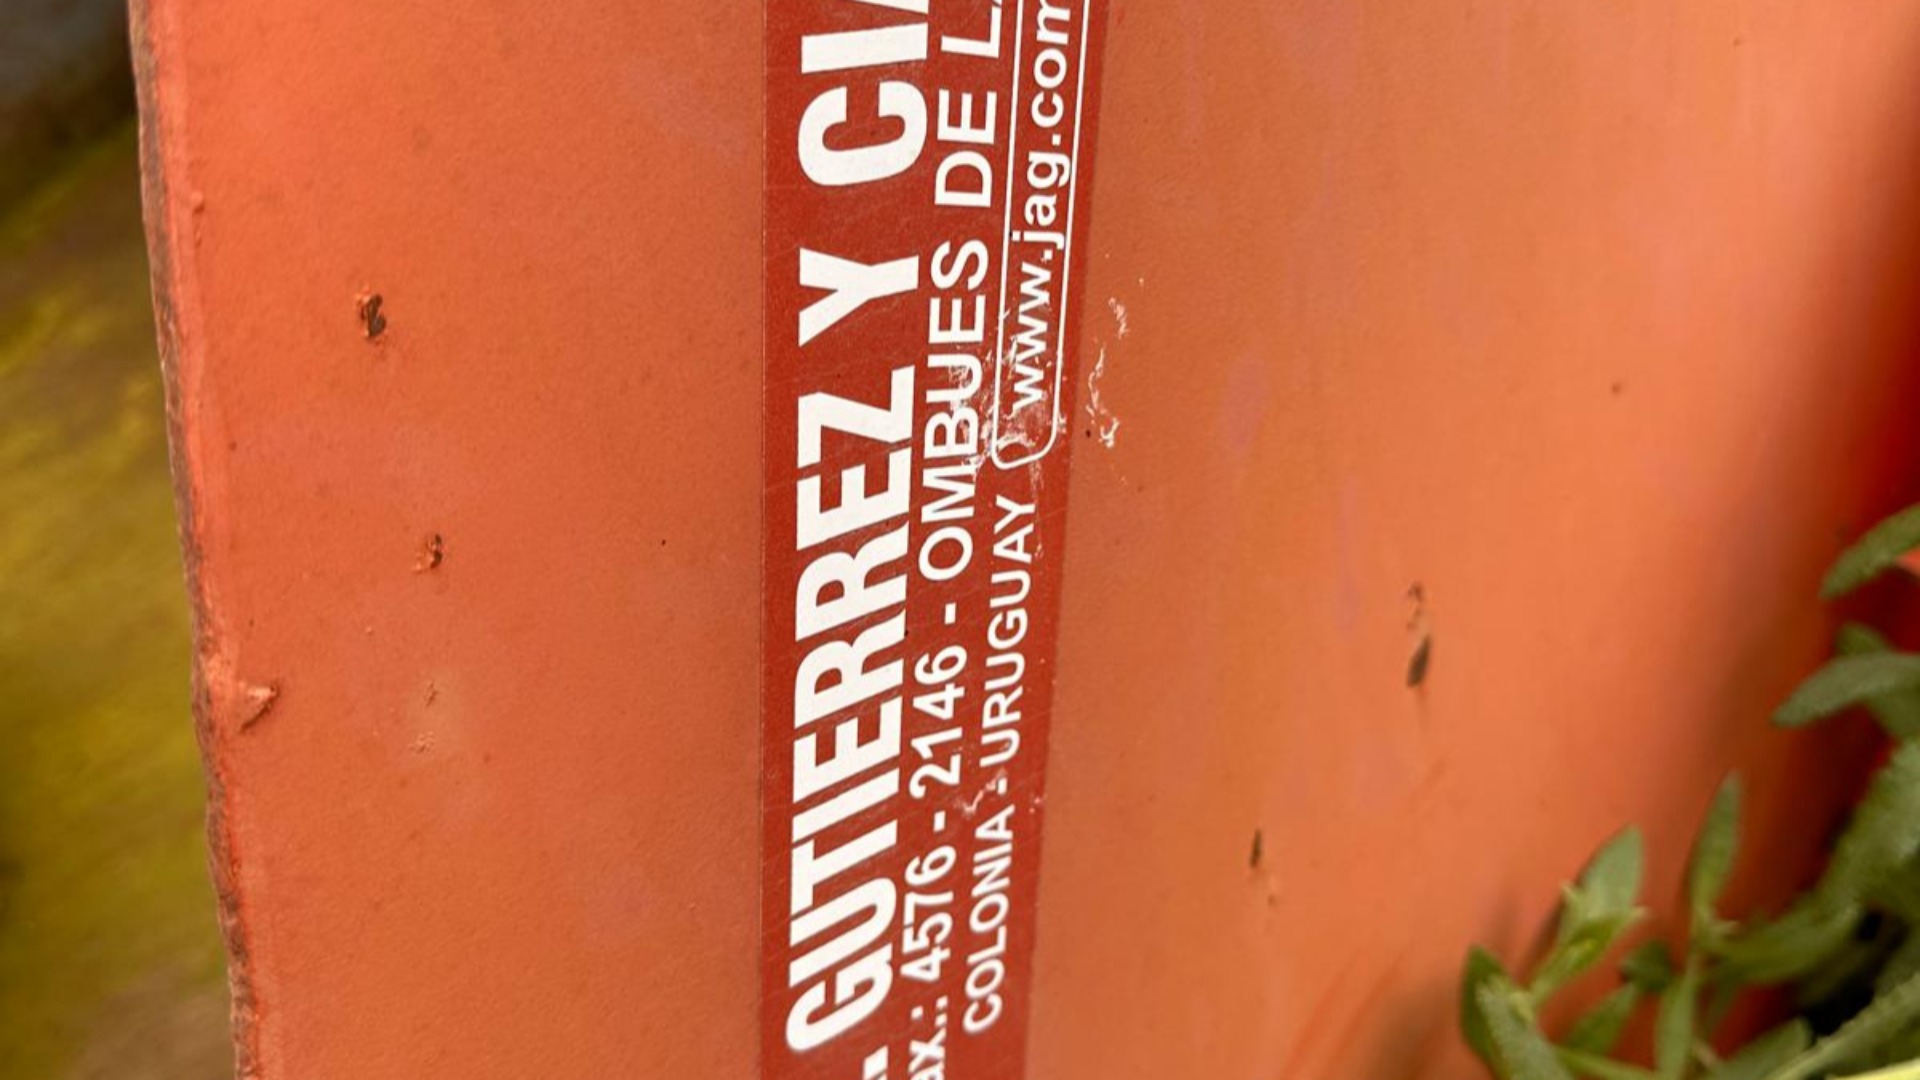 GUTIERREZ Y CI
ax.: 4576 - 2146 - OMBUES DE L
COLONIA - URUGUAY www.jag.com